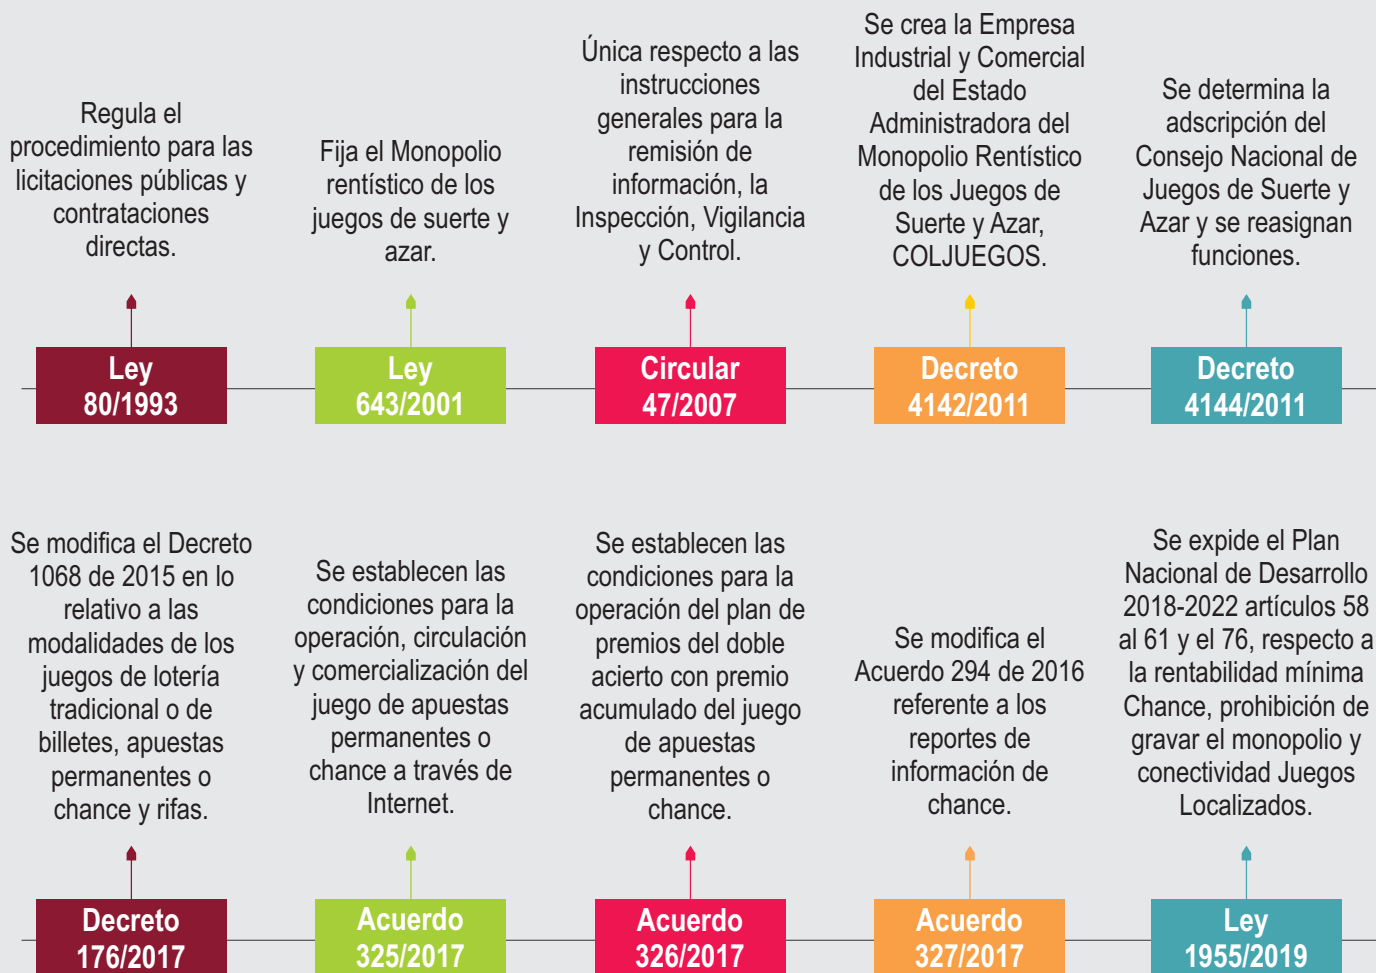 Regula el
procedimiento para las
licitaciones públicas y
contrataciones
directas.
Ley
80/1993
Fija el Monopolio
rentístico de los
juegos de suerte y
azar.
Ley
643/2001
Única respecto a las
instrucciones
generales para la
remisión de
información, la
Inspección, Vigilancia
y Control.
Circular
47/2007
Se crea la Empresa
Industrial y Comercial
del Estado
Administradora del
Monopolio Rentístico
de los Juegos de
Suerte y Azar,
COLJUEGOS.
Decreto
4142/2011
Se determina la
adscripción del
Consejo Nacional de
Juegos de Suerte y
Azar y se reasignan
funciones.
Decreto
4144/2011
Se modifica el Decreto
1068 de 2015 en lo
relativo a las
modalidades de los
juegos de lotería
tradicional o de
billetes, apuestas
permanentes o
chance y rifas.
Decreto
176/2017
Se establecen las
condiciones para la
operación, circulación
y comercialización del
juego de apuestas
permanentes o
chance a través de
Internet.
Acuerdo
325/2017
Se establecen las
condiciones para la
operación del plan de
premios del doble
acierto con premio
acumulado del juego
de apuestas
permanentes o
chance.
Acuerdo
326/2017
Se modifica el
Acuerdo 294 de 2016
referente a los
reportes de
información de
chance.
Acuerdo
327/2017
Se expide el Plan
Nacional de Desarrollo
2018-2022 artículos 58
al 61 y el 76, respecto a
la rentabilidad mínima
Chance, prohibición de
gravar el monopolio y
conectividad Juegos
Localizados.
Ley
1955/2019